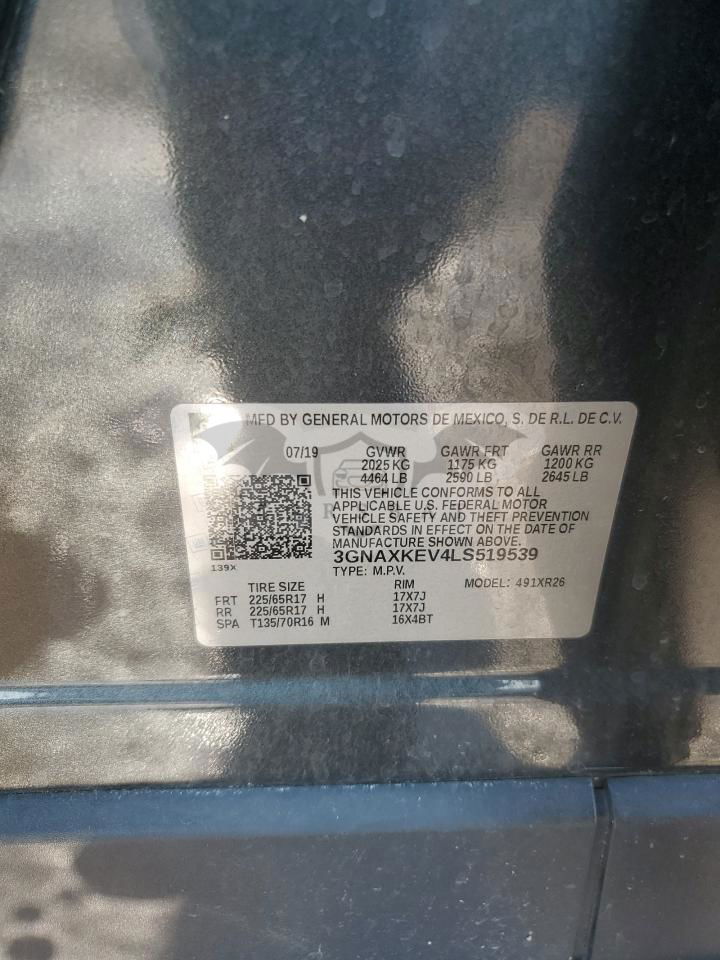 MFD BY GENERAL MOTORS DE MEXICO, S. DE R.L. DE C.V.
07/19 GVWR GAWR FRT GAWR RR
2025 KG 1175 KG 1200 KG
4464 LB 2590 LB 2645 LB
THIS VEHICLE CONFORMS TO ALL
APPLICABLE U.S. FEDERAL MOTOR
VEHICLE SAFETY AND THEFT PREVENTION
STANDARDS IN EFFECT ON THE DATE OF
MANUFACTURE SHOWN ABOVE.
3GNAXKEV4LS519539
139X TYPE: M.P.V.
TIRE SIZE RIM MODEL: 491XR26
FRT 225/65R17 H 17X7J
RR 225/65R17 H 17X7J
SPA T135/70R16 M 16X4BT